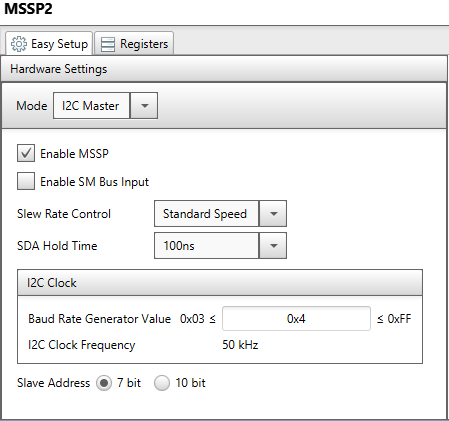 MSSP2
Easy Setup Registers
Hardware Settings
Mode I2C Master
Enable MSSP
Enable SM Bus Input
Slew Rate Control Standard Speed
SDA Hold Time 100ns
I2C Clock
Baud Rate Generator Value 0x03 ≤ 0x4 ≤ 0xFF
I2C Clock Frequency 50 kHz
Slave Address 7 bit 10 bit